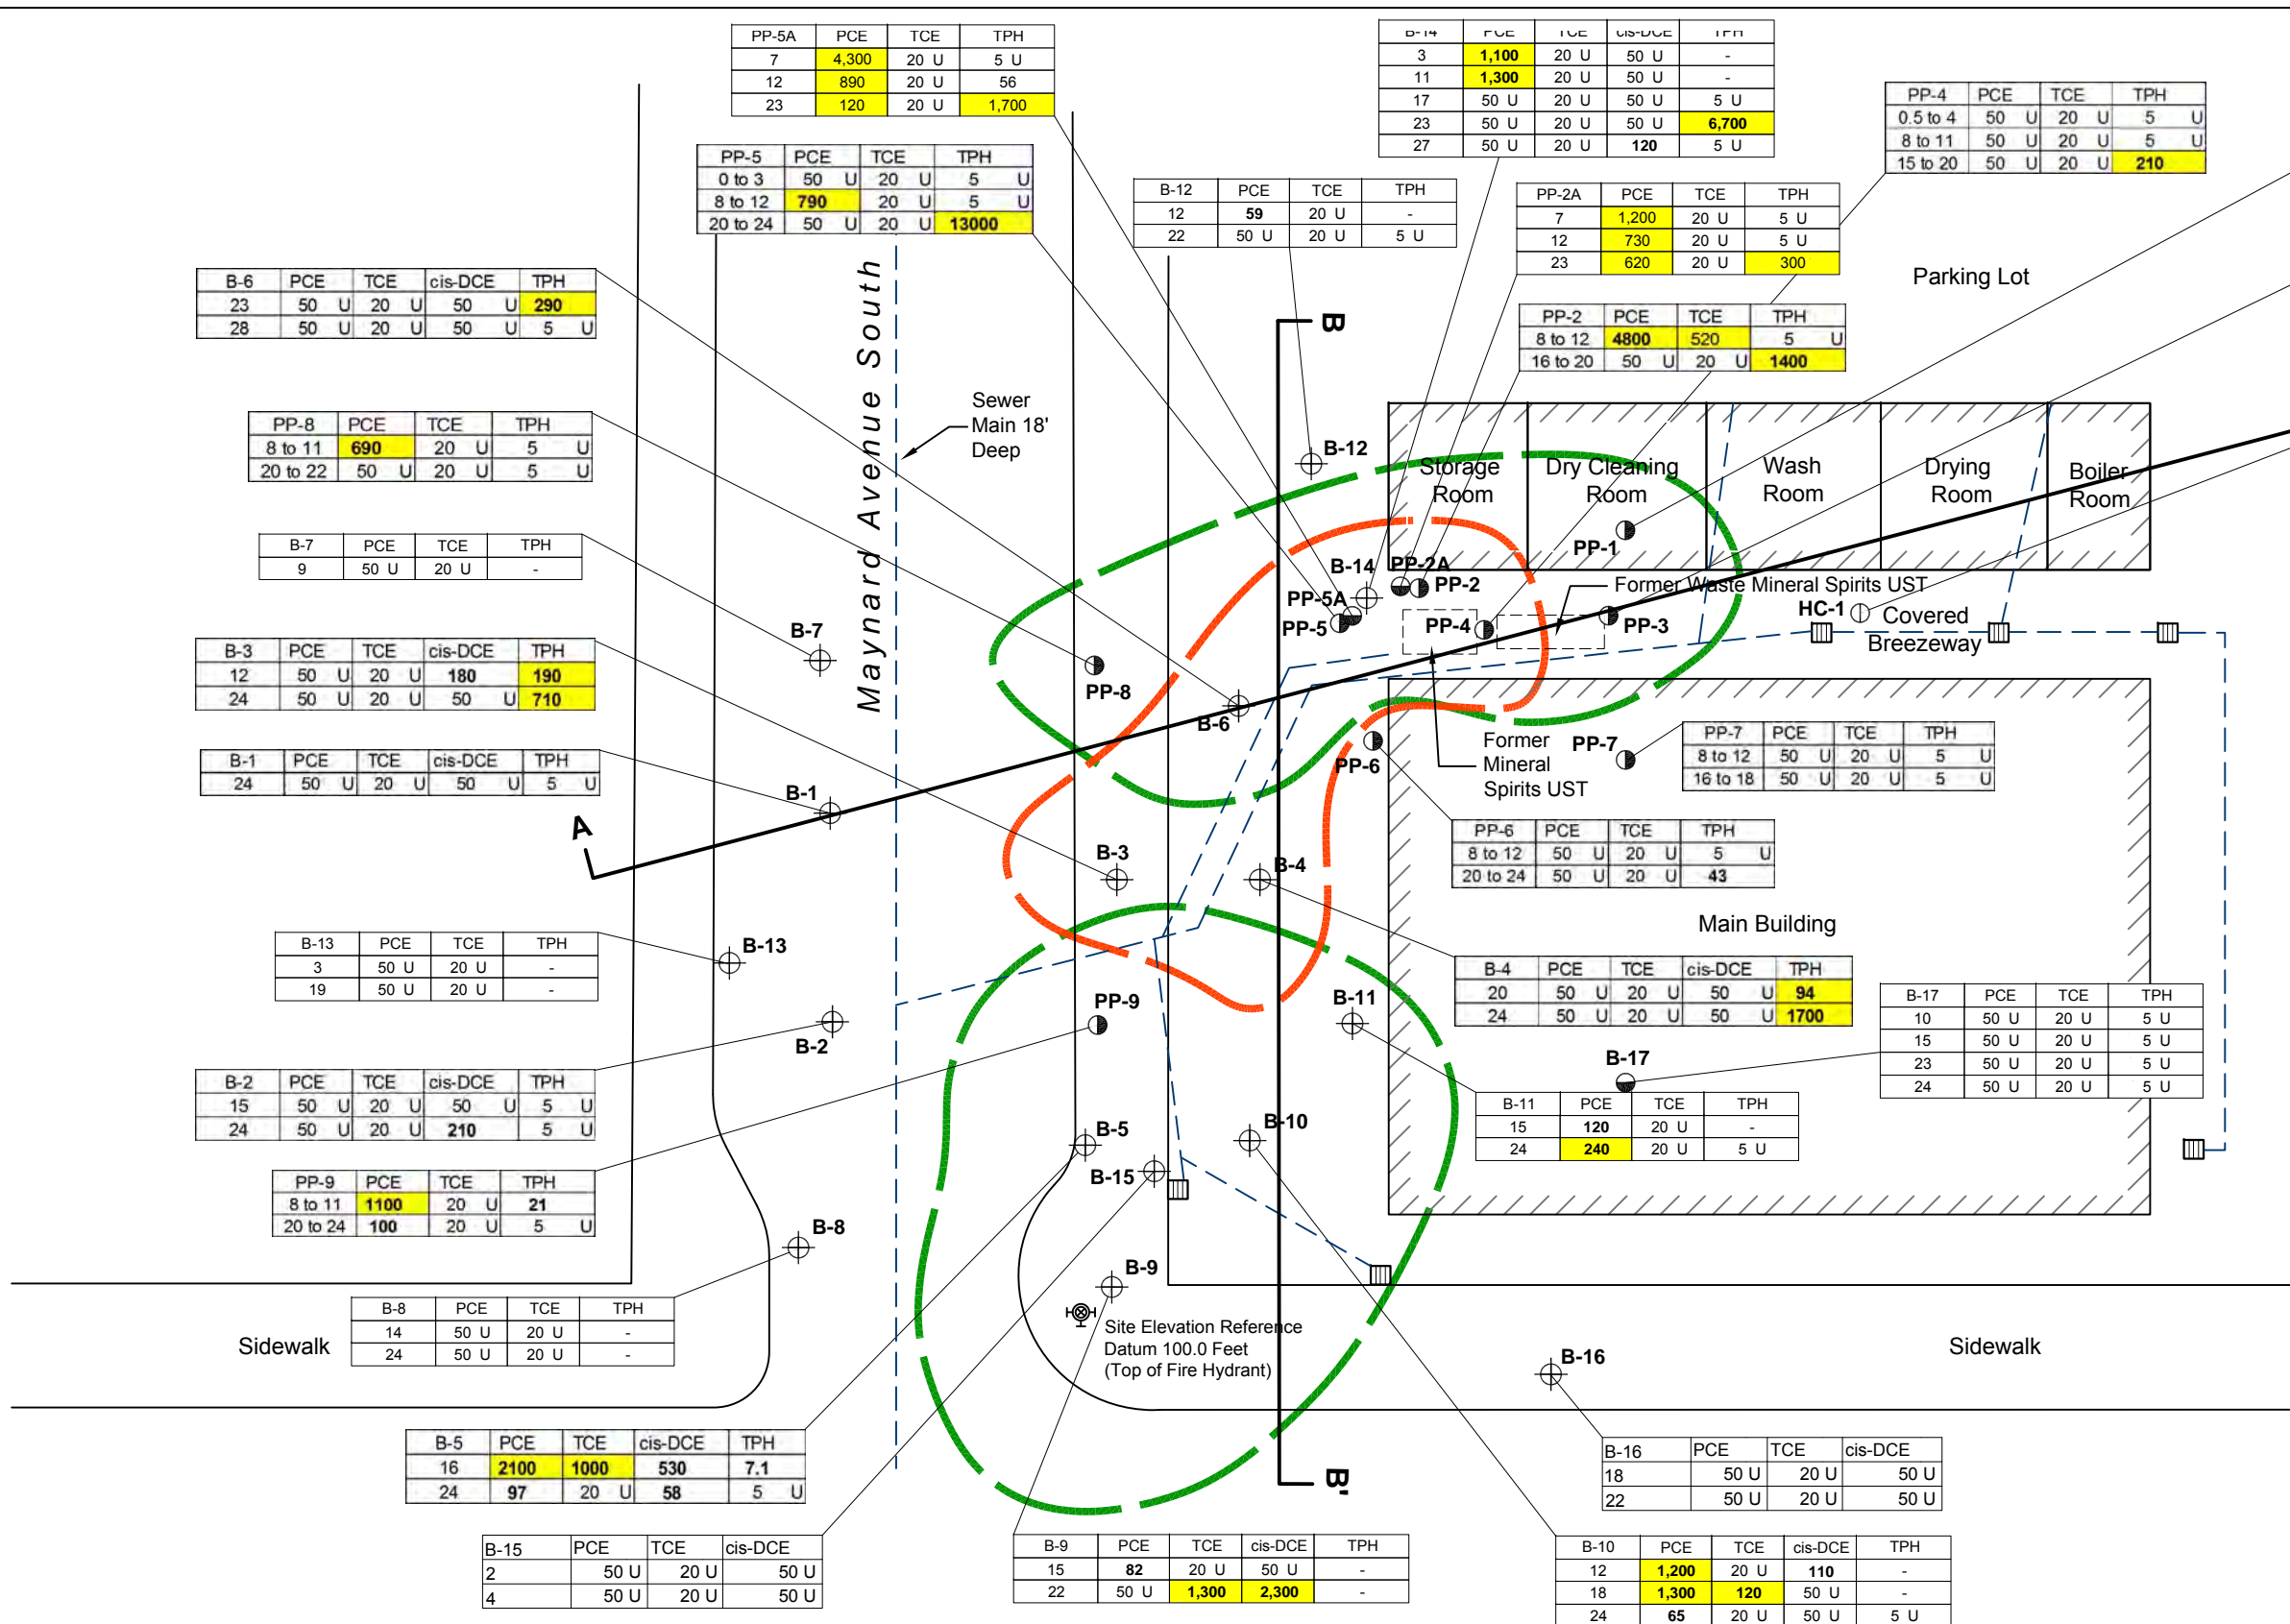 PP-5A PCE TCE TPH
7 4,300 20 U 5 U
12 890 20 U 56
23 120 20 U 1,700
B-14 PCE TCE cis-DCE TPH
3 1,100 20 U 50 U -
11 1,300 20 U 50 U -
17 50 U 20 U 50 U 5 U
23 50 U 20 U 50 U 6,700
27 50 U 20 U 120 5 U
PP-4 PCE TCE TPH
0.5 to 4 50 U 20 U 5 U
8 to 11 50 U 20 U 5 U
15 to 20 50 U 20 U 210
PP-5 PCE TCE TPH
0 to 3 50 U 20 U 5 U
8 to 12 790 20 U 5 U
20 to 24 50 U 20 U 13000
B-12 PCE TCE TPH
12 59 20 U -
22 50 U 20 U 5 U
PP-2A PCE TCE TPH
7 1,200 20 U 5 U
12 730 20 U 5 U
23 620 20 U 300
Parking Lot
B-6 PCE TCE cis-DCE TPH
23 50 U 20 U 50 U 290
28 50 U 20 U 50 U 5 U
PP-2 PCE TCE TPH
8 to 12 4800 520 5 U
16 to 20 50 U 20 U 1400
Maynard Avenue South
B
Sewer
Main 18'
Deep
PP-8 PCE TCE TPH
8 to 11 690 20 U 5 U
20 to 22 50 U 20 U 5 U
B-12
Storage
Room
Dry Cleaning
Room
Wash
Room
Drying
Room
Boiler
Room
B-7 PCE TCE TPH
9 50 U 20 U -
PP-1
B-14
PP-2A
PP-2
Former Waste Mineral Spirits UST
PP-5A
PP-5
PP-4
PP-3
HC-1
Covered
Breezeway
B-7
PP-8
B-6
B-3 PCE TCE cis-DCE TPH
12 50 U 20 U 180 190
24 50 U 20 U 50 U 710
Former
Mineral
Spirits UST
PP-6
PP-7
PP-7 PCE TCE TPH
8 to 12 50 U 20 U 5 U
16 to 18 50 U 20 U 5 U
B-1 PCE TCE cis-DCE TPH
24 50 U 20 U 50 U 5 U
B-1
A
PP-6 PCE TCE TPH
8 to 12 50 U 20 U 5 U
20 to 24 50 U 20 U 43
B-3
B-4
Main Building
B-13 PCE TCE TPH
3 50 U 20 U -
19 50 U 20 U -
B-13
B-4 PCE TCE cis-DCE TPH
20 50 U 20 U 50 U 94
24 50 U 20 U 50 U 1700
B-17 PCE TCE TPH
10 50 U 20 U 5 U
15 50 U 20 U 5 U
23 50 U 20 U 5 U
24 50 U 20 U 5 U
PP-9
B-11
B-2
B-17
B-2 PCE TCE cis-DCE TPH
15 50 U 20 U 50 U 5 U
24 50 U 20 U 210 5 U
B-11 PCE TCE TPH
15 120 20 U -
24 240 20 U 5 U
B-5
B-10
B-15
PP-9 PCE TCE TPH
8 to 11 1100 20 U 21
20 to 24 100 20 U 5 U
B-8
B-9
B-8 PCE TCE TPH
14 50 U 20 U -
24 50 U 20 U -
Sidewalk
Site Elevation Reference
Datum 100.0 Feet
(Top of Fire Hydrant)
Sidewalk
B-16
B-5 PCE TCE cis-DCE TPH
16 2100 1000 530 7.1
24 97 20 U 58 5 U
B'
B-16 PCE TCE cis-DCE
18 50 U 20 U 50 U
22 50 U 20 U 50 U
B-15 PCE TCE cis-DCE
2 50 U 20 U 50 U
4 50 U 20 U 50 U
B-9 PCE TCE cis-DCE TPH
15 82 20 U 50 U -
22 50 U 1,300 2,300 -
B-10 PCE TCE cis-DCE TPH
12 1,200 20 U 110 -
18 1,300 120 50 U -
24 65 20 U 50 U 5 U